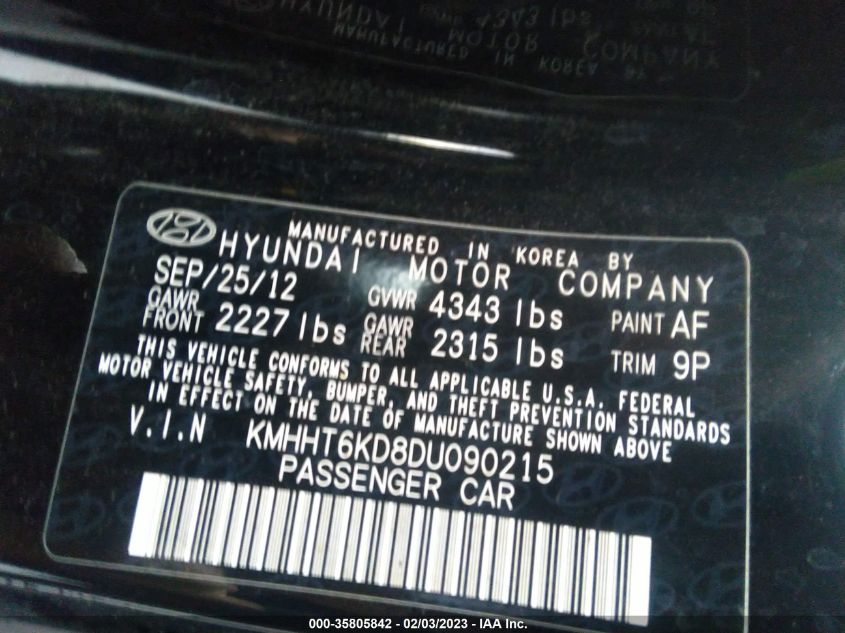 MANUFACTURED IN KOREA BY
HYUNDAI MOTOR COMPANY
SEP/25/12 GVWR 4343 lbs PAINT AF
GAWR FRONT 2227 lbs GAWR REAR 2315 lbs TRIM 9P
THIS VEHICLE CONFORMS TO ALL APPLICABLE U.S.A. FEDERAL
MOTOR VEHICLE SAFETY, BUMPER, AND THEFT PREVENTION STANDARDS
IN EFFECT ON THE DATE OF MANUFACTURE SHOWN ABOVE
V.I.N KMHHT6KD8DU090215
PASSENGER CAR
000-35805842 - 02/03/2023 - IAA Inc.